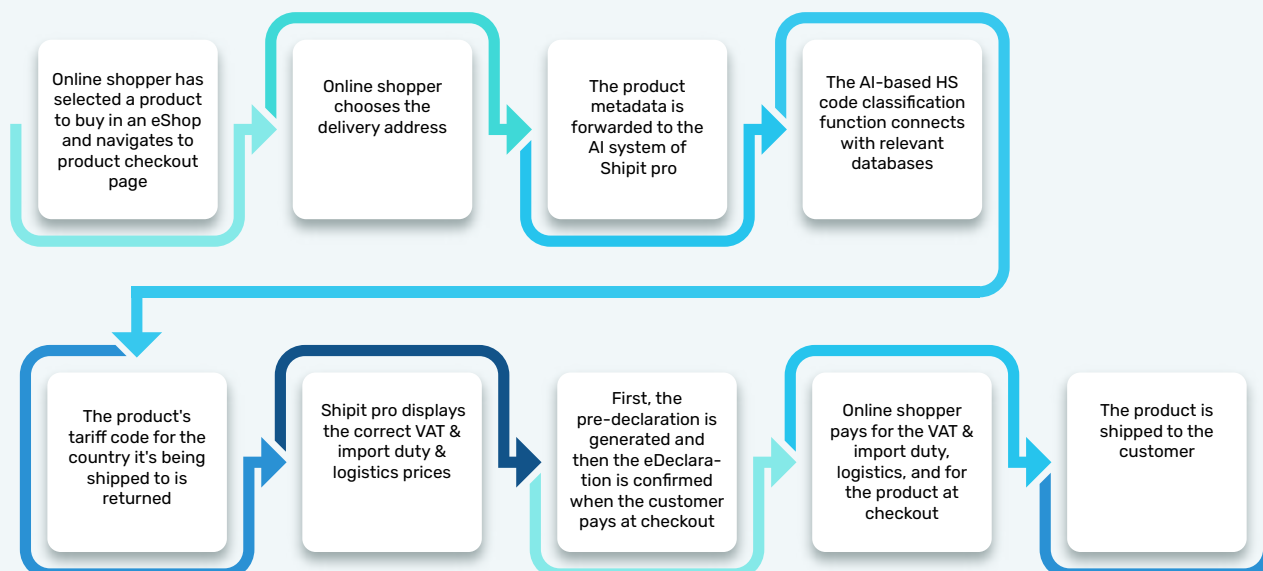 Online shopper has
selected a product
to buy in an eShop
and navigates to
product checkout
page
Online shopper
chooses the
delivery address
The product
metadata is
forwarded to the
AI system of
Shipit pro
The AI-based HS
code classification
function connects
with relevant
databases
The product's
tariff code for the
country it's being
shipped to is
returned
Shipit pro displays
the correct VAT &
import duty &
logistics prices
First, the
pre-declaration is
generated and
then the eDeclara-
tion is confirmed
when the customer
pays at checkout
Online shopper
pays for the VAT &
import duty,
logistics, and for
the product at
checkout
The product is
shipped to the
customer